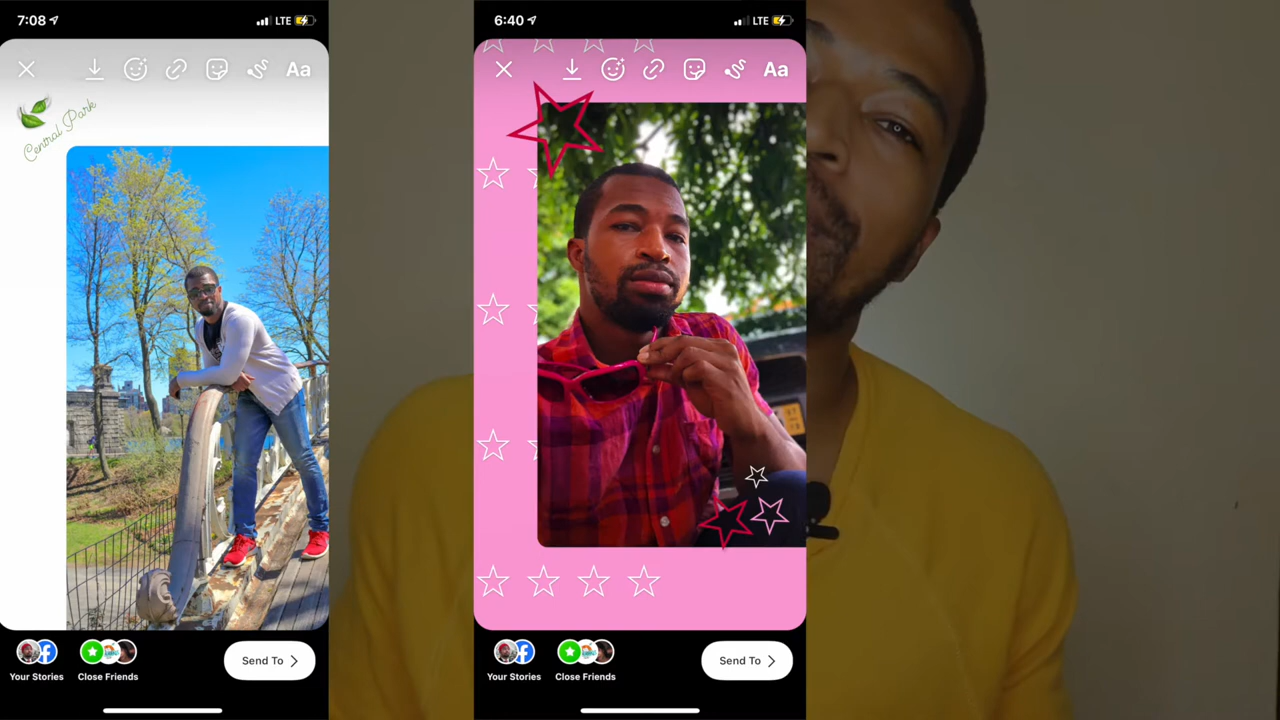 7:08
LTE
Aa
Central Park
Your Stories
Close Friends
Send To
6:40
LTE
Aa
Your Stories
Close Friends
Send To